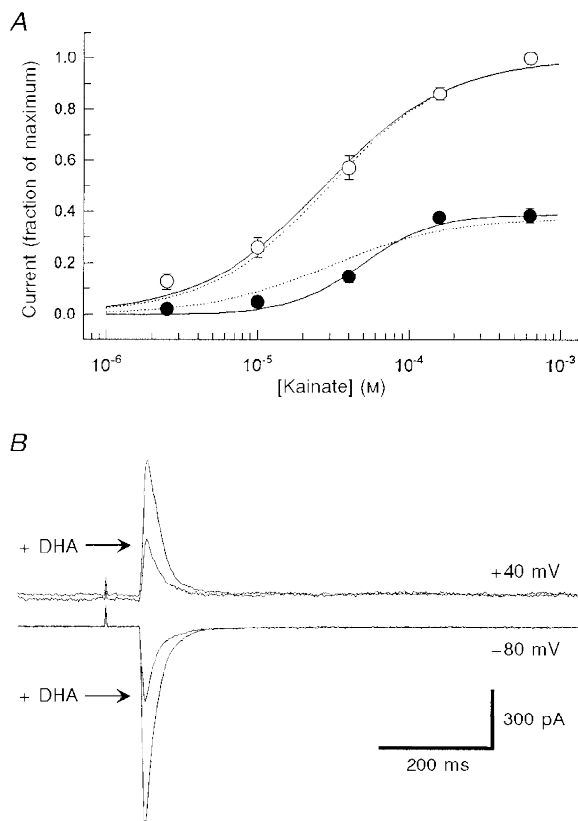 A
Current (fraction of maximum)
1.0
0.8
0.6
0.4
0.2
0.0
10⁻⁶
10⁻⁵
10⁻⁴
10⁻³
[Kainate] (M)
B
+ DHA
+40 mV
−80 mV
+ DHA
300 pA
200 ms